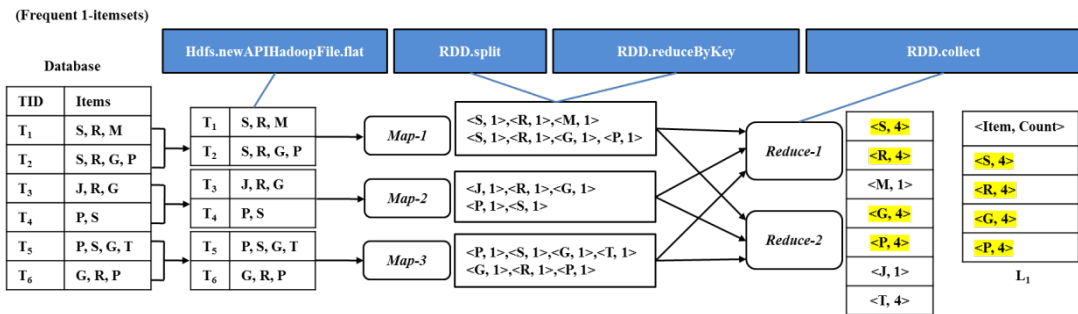 (Frequent 1-itemsets)
Hdfs.newAPIHadoopFile.flat
RDD.split
RDD.reduceByKey
RDD.collect
Database
TID Items
T1 S, R, M
T2 S, R, G, P
T3 J, R, G
T4 P, S
T5 P, S, G, T
T6 G, R, P
T1 S, R, M
T2 S, R, G, P
T3 J, R, G
T4 P, S
T5 P, S, G, T
T6 G, R, P
Map-1
Map-2
Map-3
<S, 1>,<R, 1>,<M, 1>
<S, 1>,<R, 1>,<G, 1>, <P, 1>
<J, 1>,<R, 1>,<G, 1>
<P, 1>,<S, 1>
<P, 1>,<S, 1>,<G, 1>,<T, 1>
<G, 1>,<R, 1>,<P, 1>
Reduce-1
Reduce-2
<S, 4>
<R, 4>
<M, 1>
<G, 4>
<P, 4>
<J, 1>
<T, 4>
<Item, Count>
<S, 4>
<R, 4>
<G, 4>
<P, 4>
L1